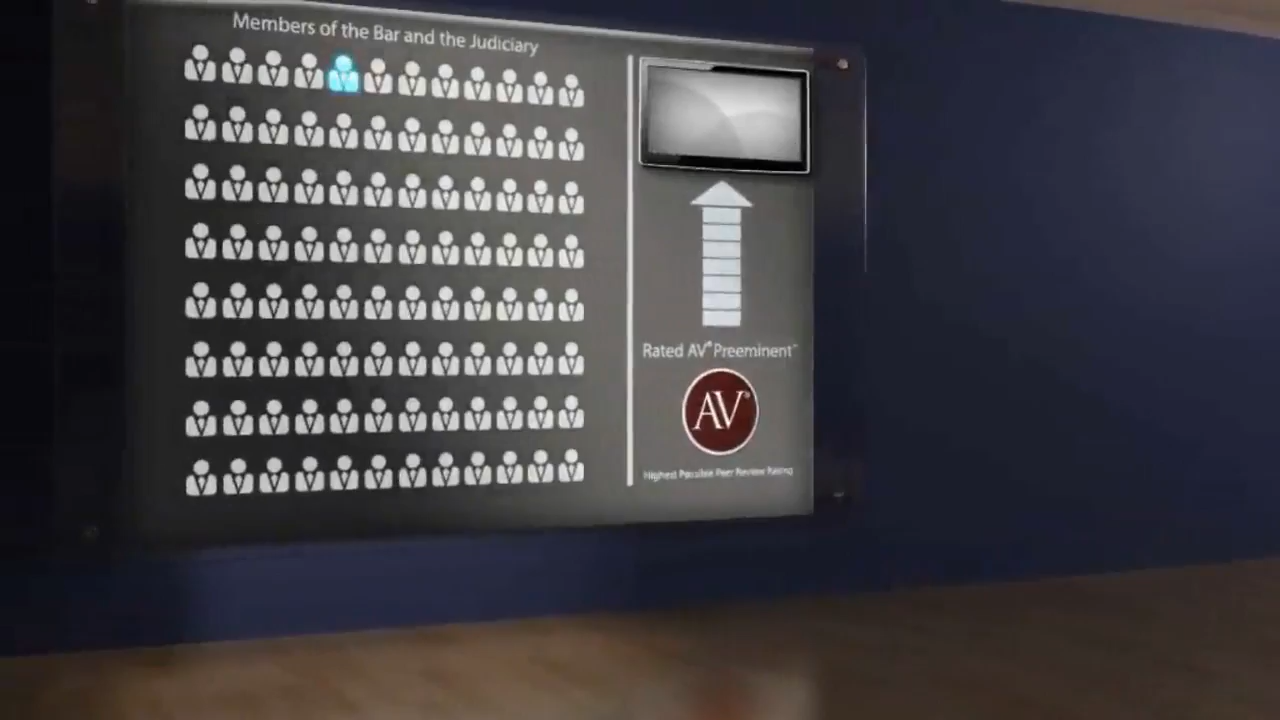 Members of the Bar and the Judiciary
Rated AV® Preeminent™
AV®
Highest Possible Peer Review Rating